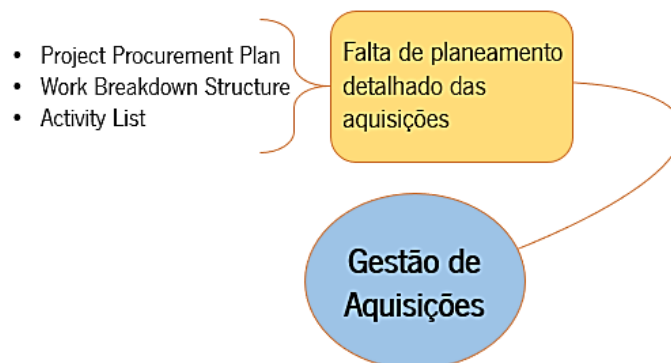 • Project Procurement Plan
• Work Breakdown Structure
• Activity List
Falta de planeamento
detalhado das
aquisições
Gestão de
Aquisições